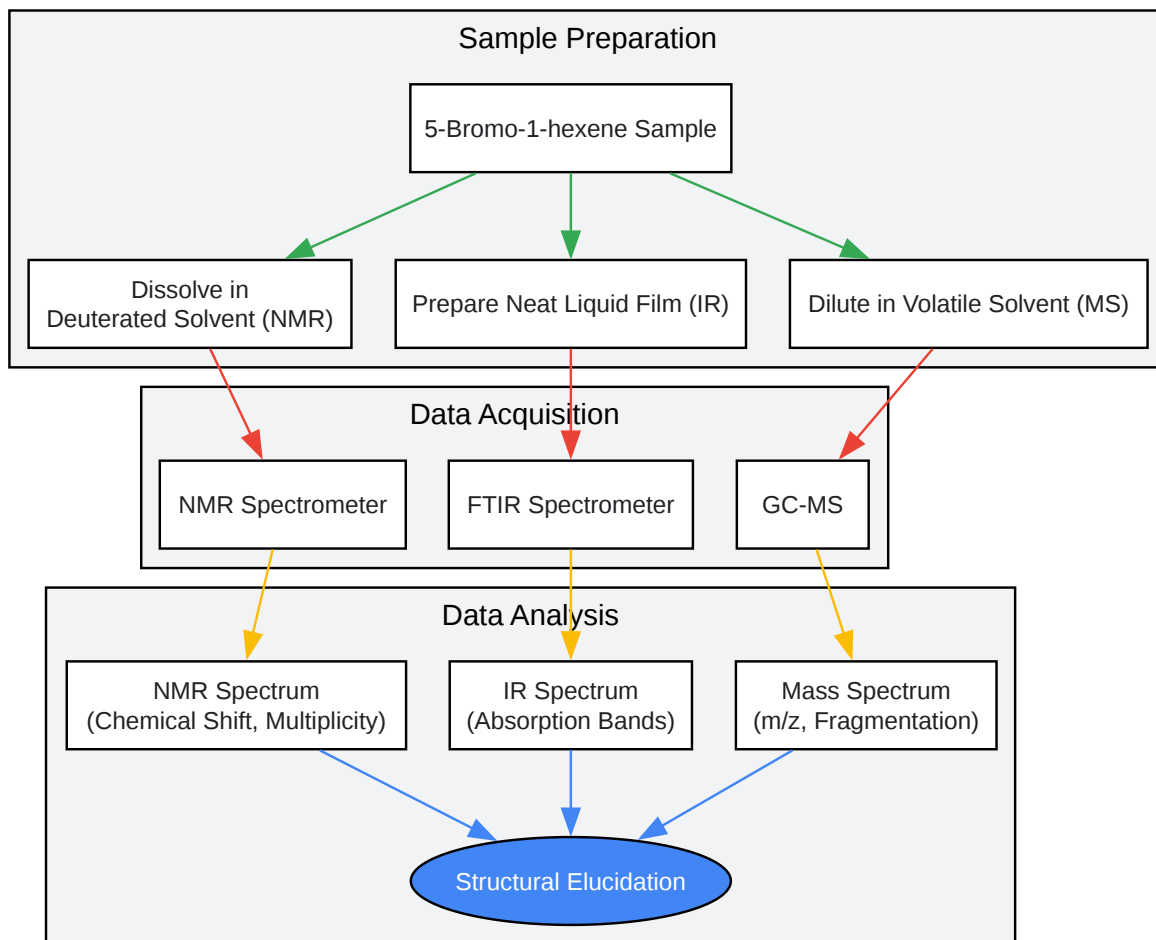 Sample Preparation
5-Bromo-1-hexene Sample
Dissolve in
Deuterated Solvent (NMR)
Prepare Neat Liquid Film (IR)
Dilute in Volatile Solvent (MS)
Data Acquisition
NMR Spectrometer
FTIR Spectrometer
GC-MS
Data Analysis
NMR Spectrum
(Chemical Shift, Multiplicity)
IR Spectrum
(Absorption Bands)
Mass Spectrum
(m/z, Fragmentation)
Structural Elucidation